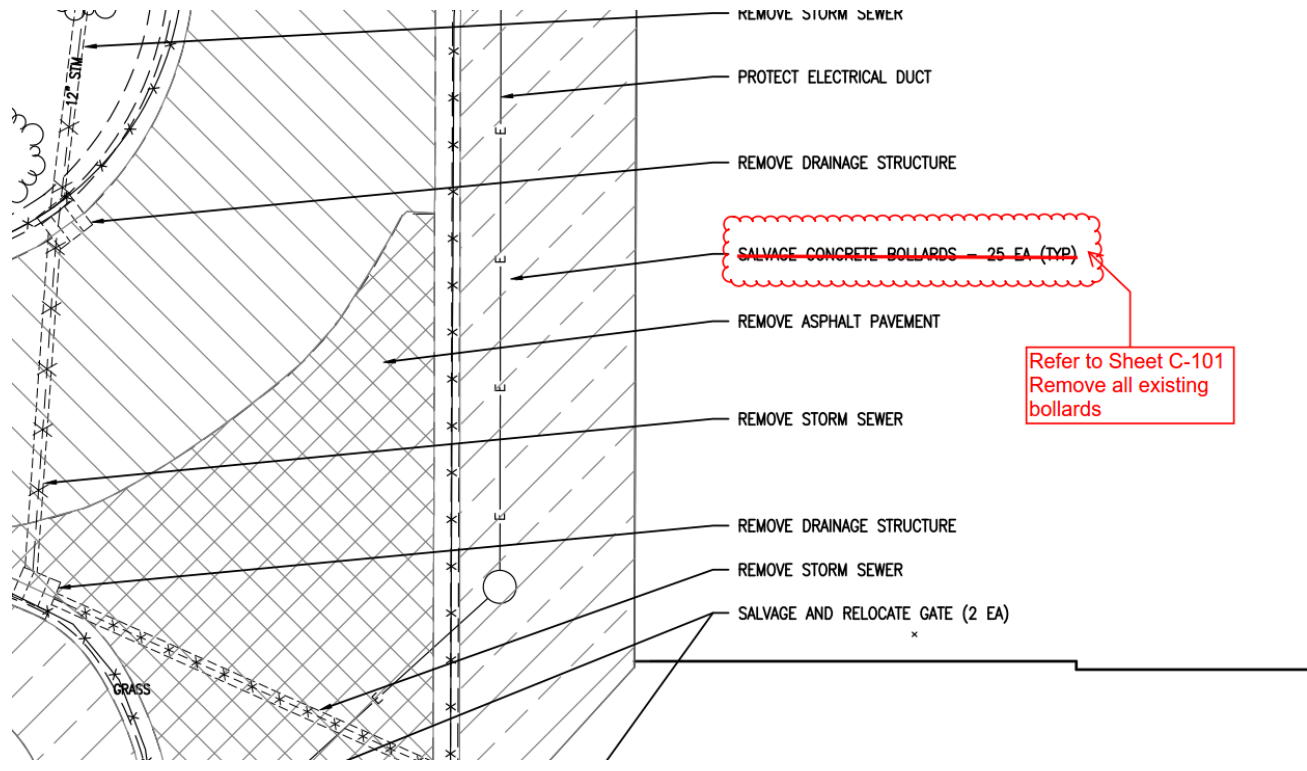 REMOVE STORM SEWER
12" STM
PROTECT ELECTRICAL DUCT
E
REMOVE DRAINAGE STRUCTURE
SALVAGE CONCRETE BOLLARDS – 25 EA (TYP)
E
REMOVE ASPHALT PAVEMENT
Refer to Sheet C-101
Remove all existing
bollards
E
REMOVE STORM SEWER
E
REMOVE DRAINAGE STRUCTURE
REMOVE STORM SEWER
SALVAGE AND RELOCATE GATE (2 EA)
GRASS
E